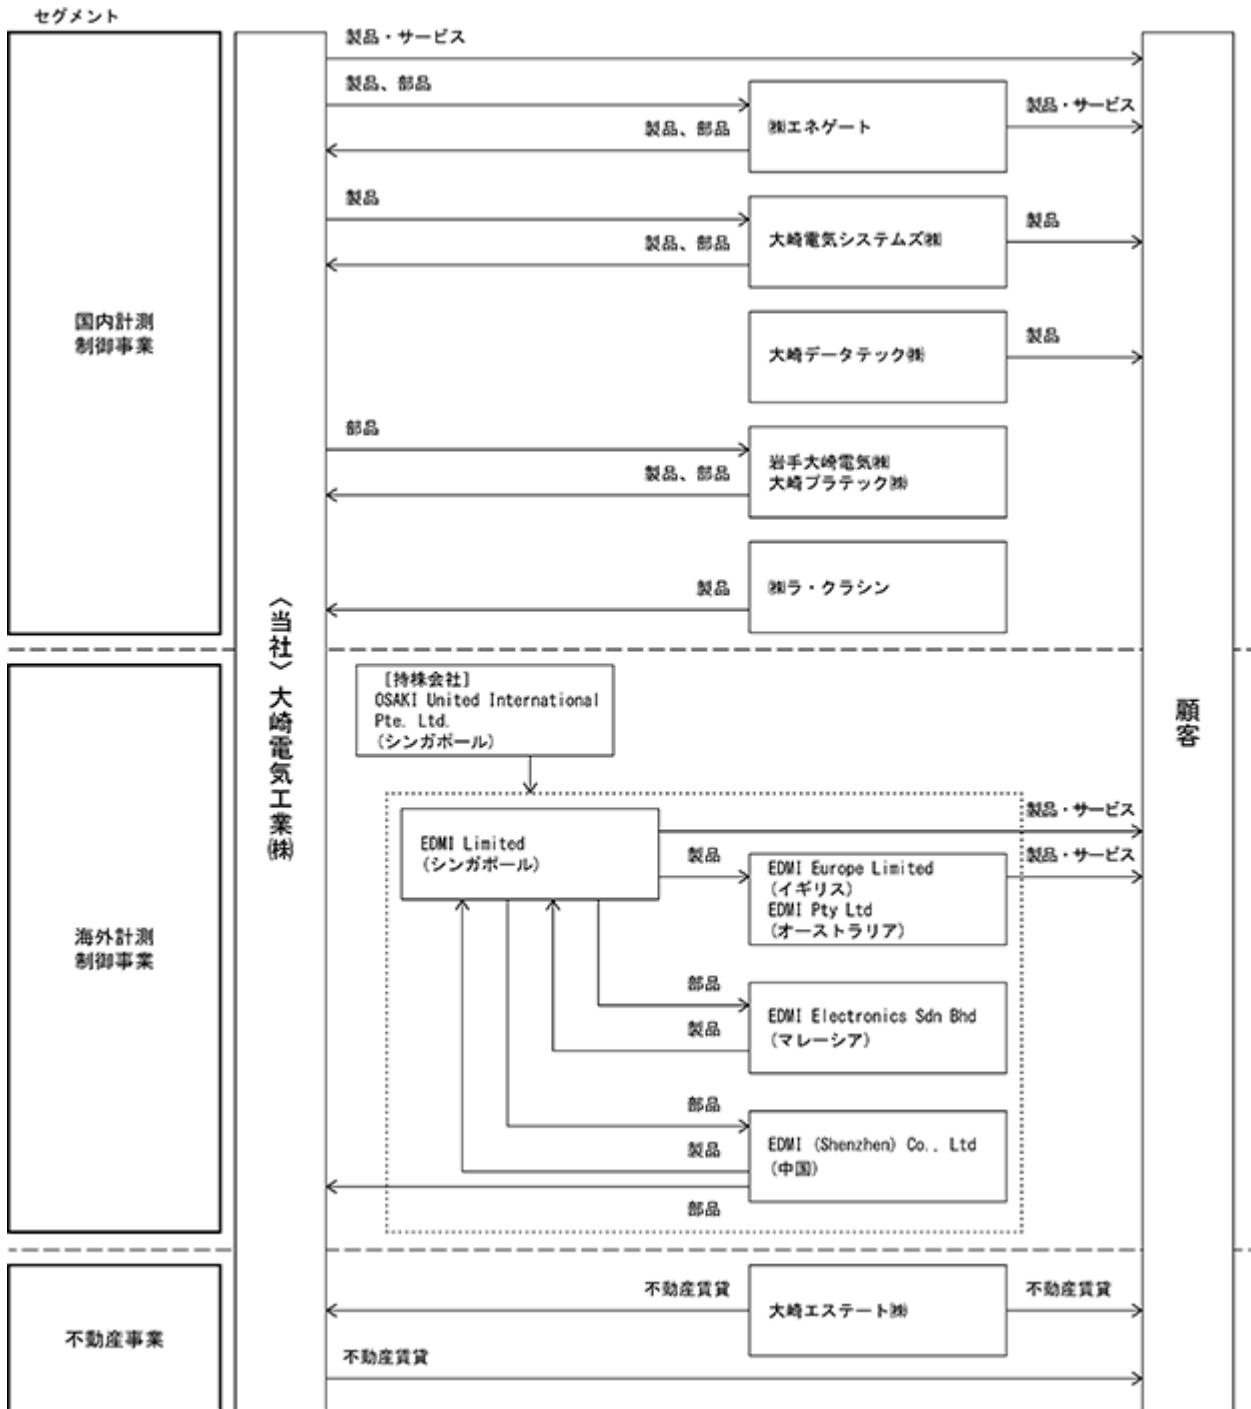 セグメント
製品・サービス
製品、部品
㈱エネゲート
製品・サービス
製品、部品
製品
大崎電気システムズ㈱
製品
製品、部品
国内計測
制御事業
大崎データテック㈱
製品
部品
岩手大崎電気㈱
大崎プラテック㈱
製品、部品
㈱ラ・クラシン
製品
〈当社〉大崎電気工業㈱
顧客
[持株会社]
OSAKI United International
Pte. Ltd.
(シンガポール)
海外計測
制御事業
EDMI Limited
(シンガポール)
製品・サービス
製品
EDMI Europe Limited
(イギリス)
EDMI Pty Ltd
(オーストラリア)
製品・サービス
部品
EDMI Electronics Sdn Bhd
(マレーシア)
製品
部品
EDMI (Shenzhen) Co., Ltd
(中国)
製品
部品
不動産事業
不動産賃貸
大崎エステート㈱
不動産賃貸
不動産賃貸